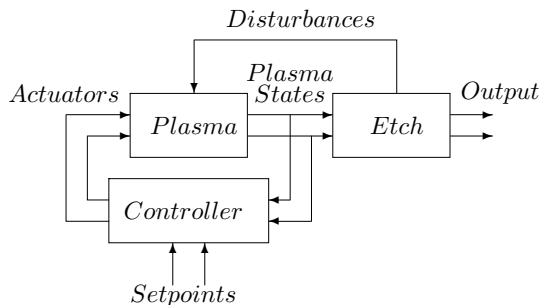 Disturbances
Plasma
Actuators
States
Output
Plasma
Etch
Controller
Setpoints